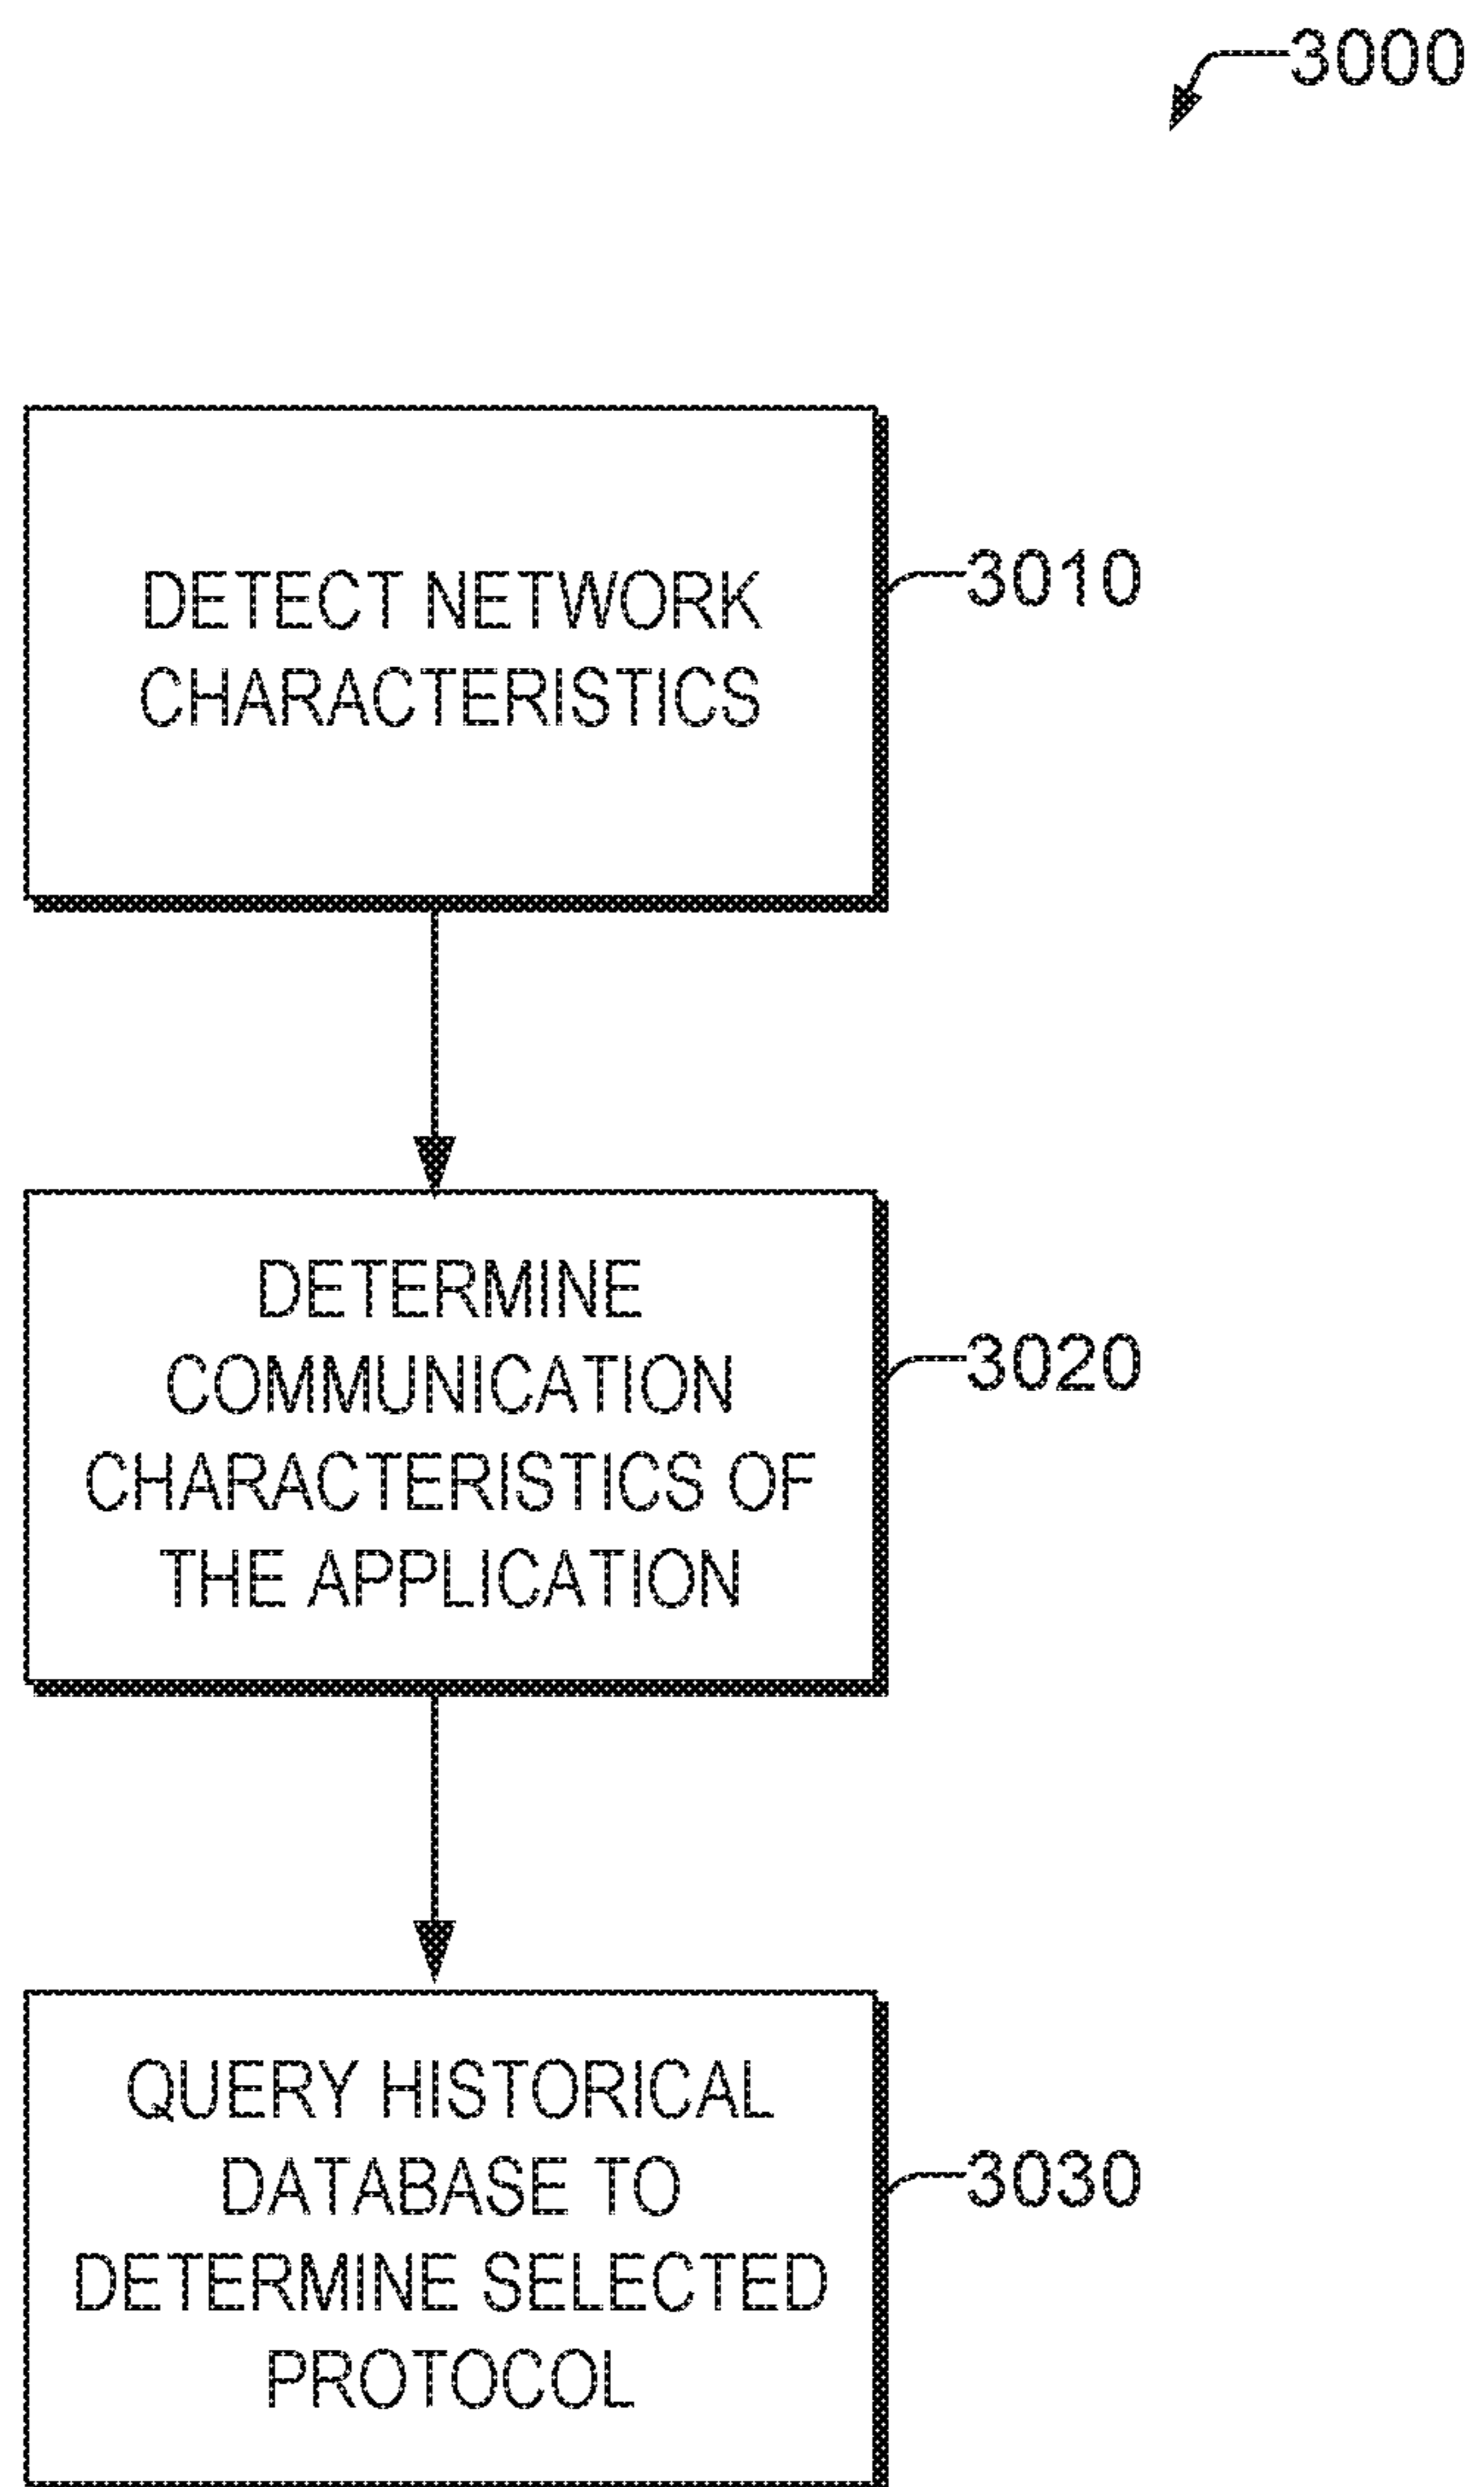 3000
DETECT NETWORK
CHARACTERISTICS
3010
DETERMINE
COMMUNICATION
CHARACTERISTICS OF
THE APPLICATION
3020
QUERY HISTORICAL
DATABASE TO
DETERMINE SELECTED
PROTOCOL
3030